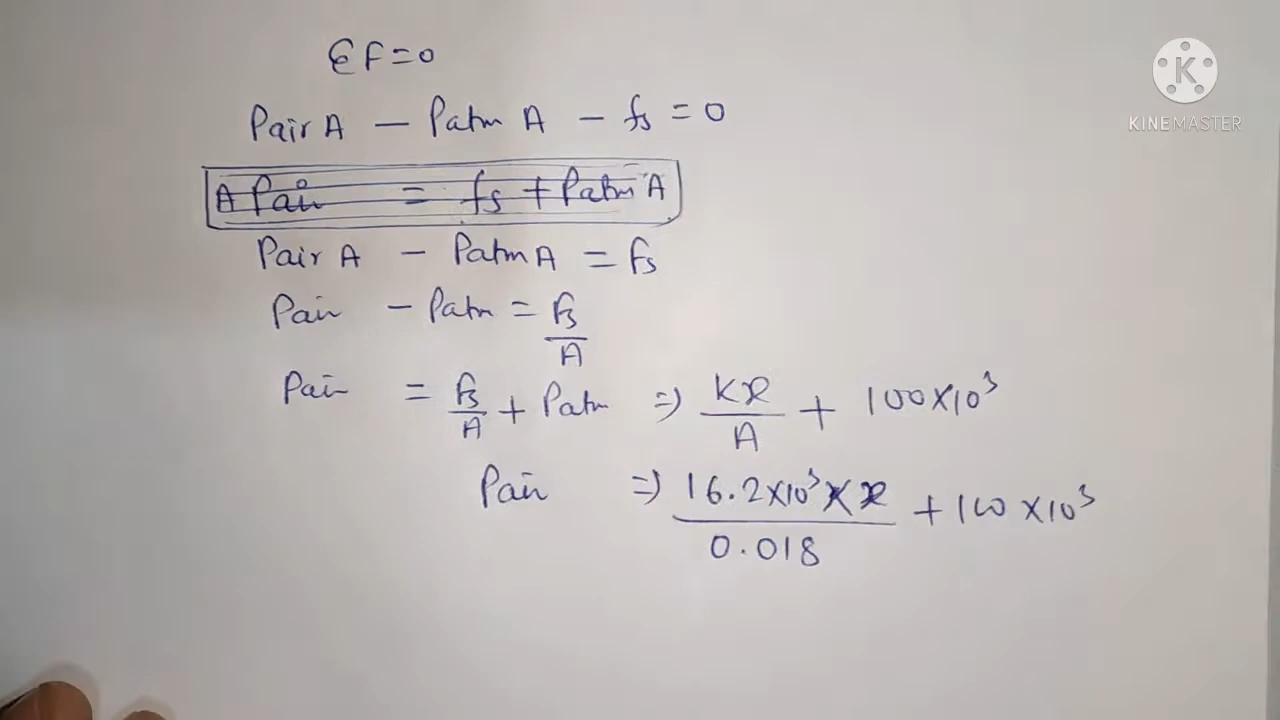 ΣF=0
Pair A - Patm A - fs = 0
A Pair = fs + Patm A
Pair A - Patm A = fs
Pair - Patm = fs/A
Pair = fs/A + Patm => Kx/A + 100×10³
Pair => 16.2×10³×x/0.018 + 100×10³
K
KINEMASTER